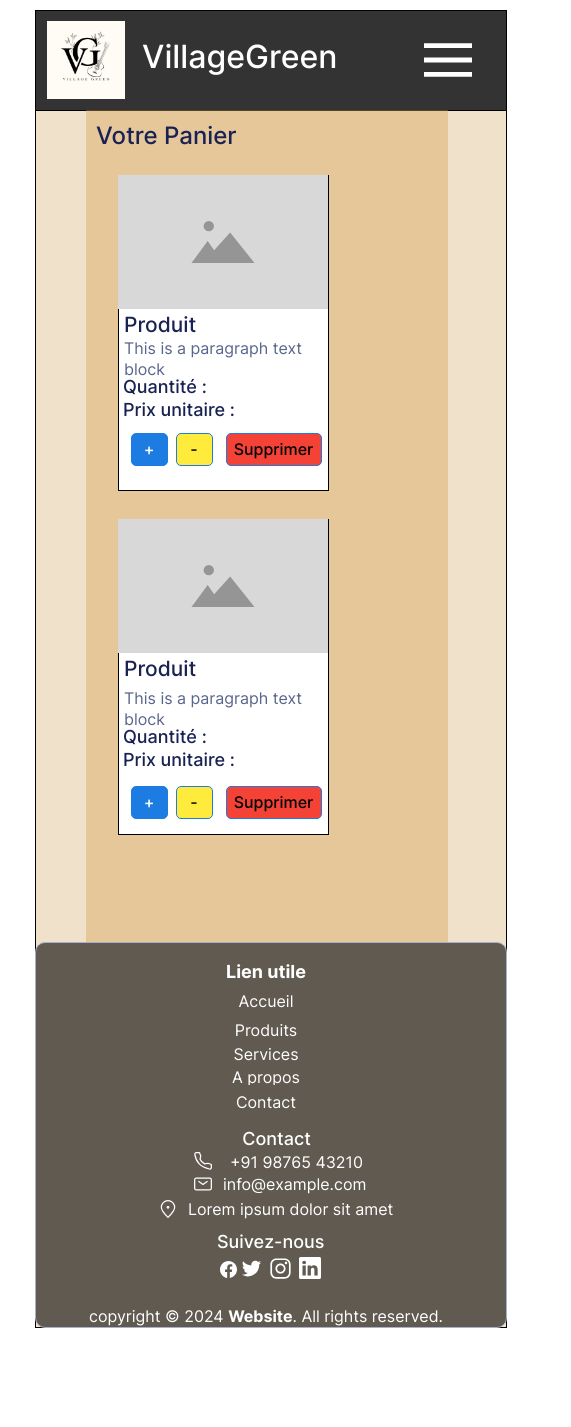 VG
VILLAGE GREEN
VillageGreen
Votre Panier
Produit
This is a paragraph text
block
Quantité :
Prix unitaire :
+ - Supprimer
Produit
This is a paragraph text
block
Quantité :
Prix unitaire :
+ - Supprimer
Lien utile
Accueil
Produits
Services
A propos
Contact
Contact
+91 98765 43210
info@example.com
Lorem ipsum dolor sit amet
Suivez-nous
copyright © 2024 Website. All rights reserved.